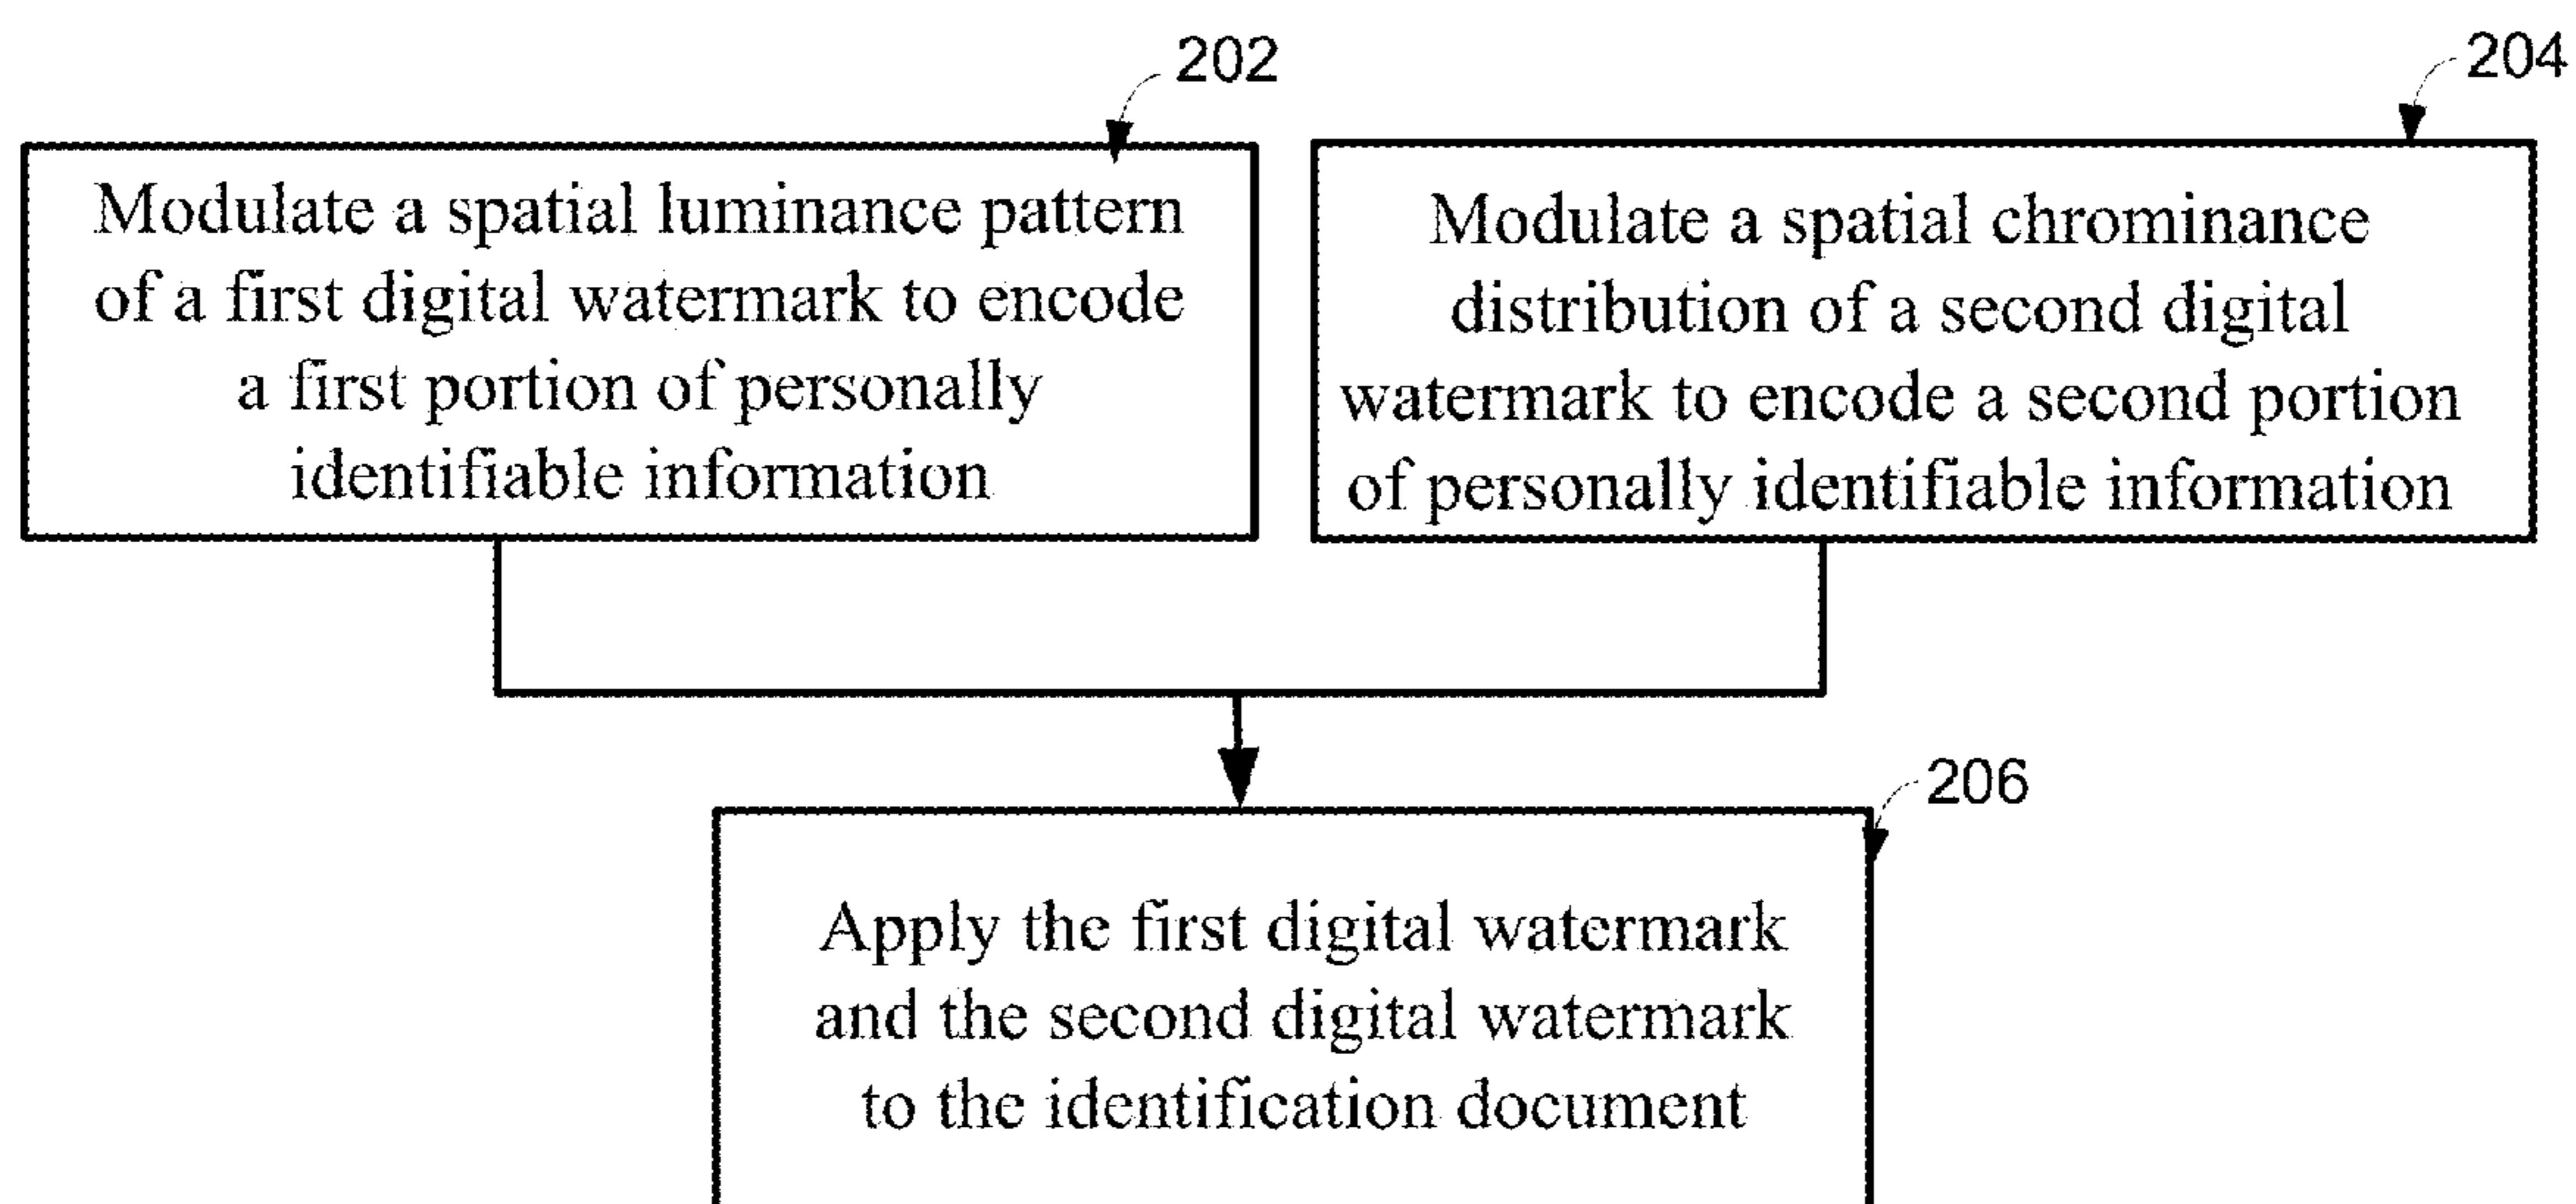 202
204
Modulate a spatial luminance pattern
of a first digital watermark to encode
a first portion of personally
identifiable information
Modulate a spatial chrominance
distribution of a second digital
watermark to encode a second portion
of personally identifiable information
206
Apply the first digital watermark
and the second digital watermark
to the identification document